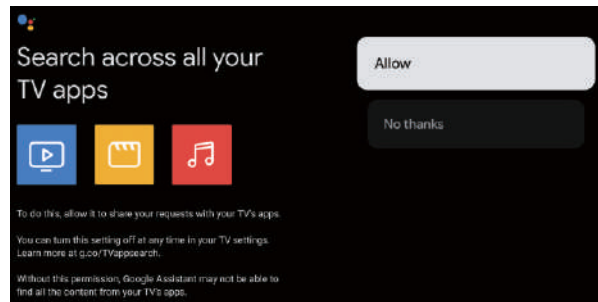 Search across all your
TV apps
Allow
No thanks
To do this, allow it to share your requests with your TV's apps.
You can turn this setting off at any time in your TV settings.
Learn more at g.co/TVappsearch.
Without this permission, Google Assistant may not be able to
find all the content from your TV's apps.